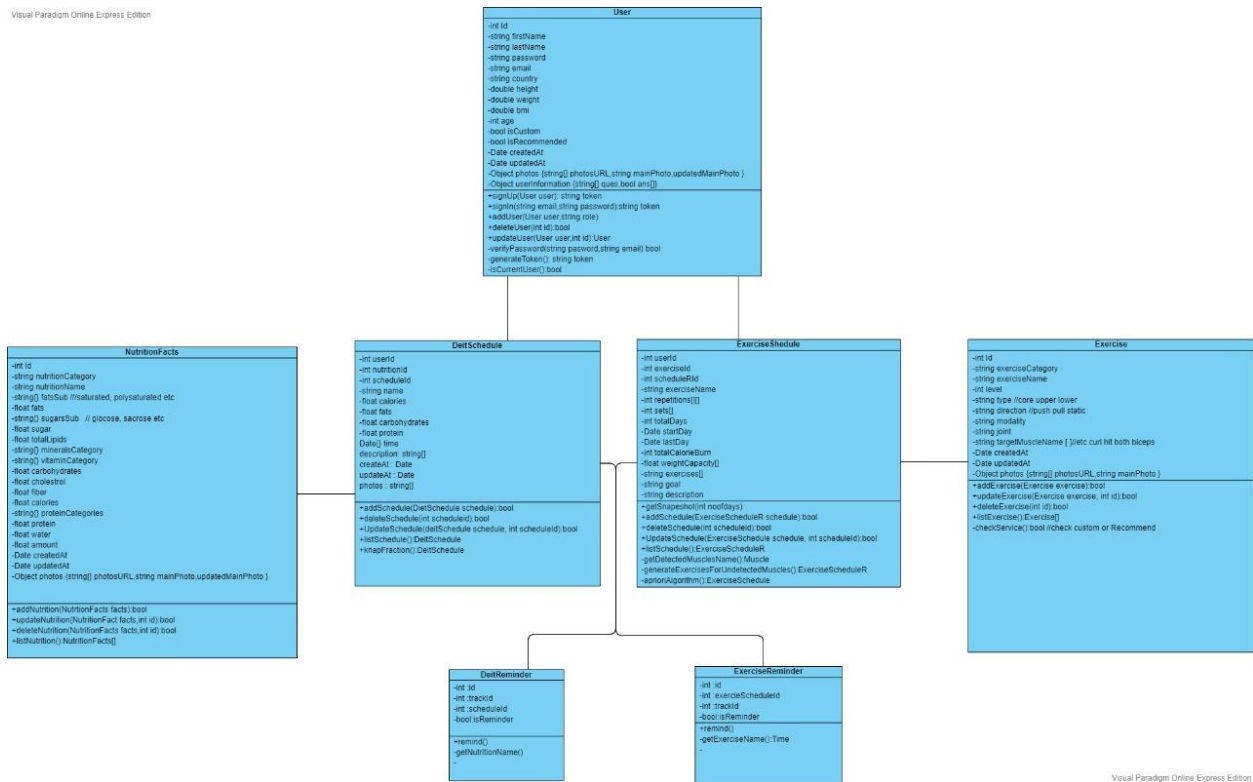 Visual Paradigm Online Express Edition
User
-int Id
-string firstName
-string lastName
-string password
-string email
-string country
-double height
-double weight
-double bmi
-int age
-bool isCustom
-bool isRecommended
-Date createdAt
-Date updatedAt
-Object photos {string[] photosURL,string mainPhoto,updatedMainPhoto }
-Object userInformation {string[] ques,bool ans[]}
+signUp(User user): string token
+signIn(string email,string password):string token
+addUser(User user,string role)
+deleteUser(int id):bool
+updateUser(User user,int id):User
-verifyPassword(string pasword,string email) bool
-generateToken(): string token
-isCurrentUser():bool
NutritionFacts
-int Id
-string nutritionCategory
-string nutritionName
-string[] fatsSub ///saturated, polysaturated etc
-float fats
-string[] sugarsSub // glocose, sacrose etc
-float sugar
-float totalLipids
-string[] mineralsCategory
-string[] vitaminCategory
-float carbohydrates
-float cholestrol
-float fiber
-float calories
-string[] proteinCategories
-float protein
-float water
-float amount
-Date createdAt
-Date updatedAt
-Object photos {string[] photosURL,string mainPhoto,updatedMainPhoto }
+addNutrition(NutrtionFacts facts):bool
+updateNutrition(NutritionFact facts,int id):bool
+deleteNutrition(NutritionFacts facts,int id):bool
+listNutrition():NutritionFacts[]
DeitSchedule
-int userId
-int nutritionId
-int scheduleId
-string name
-float calories
-float fats
-float carbohydrates
-float protein
Date[] time
description: string[]
createAt : Date
updateAt : Date
photos : string[]
+addSchedule(DietSchedule schedule):bool
+deleteSchedule(int scheduleid):bool
+UpdateSchedule(deitSchedule schedule, int scheduleId):bool
+listSchedule():DeitSchedule
+knapFraction():DeitSchedule
ExerciseShedule
-int userId
-int exerciseId
-int scheduleRId
-string exerciseName
-int repetitions[][]
-int sets[]
-int totalDays
-Date startDay
-Date lastDay
-int totalCalorieBurn
-float weightCapacity[]
-string exercises[]
-string goal
-string description
+getSnapshot(int noofdays)
+addSchedule(ExerciseScheduleR schedule):bool
+deleteSchedule(int scheduleId):bool
+UpdateSchedule(ExerciseSchedule schedule, int scheduleId):bool
+listSchedule():ExerciseScheduleR
-getDetectedMusclesName():Muscle
-generateExercisesForUndetectedMuscles():ExerciseScheduleR
-aprioriAlgorithm():ExerciseSchedule
Exercise
-int Id
-string exerciseCategory
-string exerciseName
-int level
-string type //core upper lower
-string direction //push pull static
-string modality
-string joint
-string targetMuscleName [ ]//etc curl hit both biceps
-Date createdAt
-Date updatedAt
-Object photos {string[] photosURL,string mainPhoto }
+addExercise(Exercise exercise):bool
+updateExercise(Exercise exercise, int id):bool
+deleteExercise(int id):bool
+listExercise():Exercise[]
-checkService():bool //check custom or Recommend
DeitReminder
-int :id
-int :trackId
-int :scheduleId
-bool:isReminder
+remind()
-getNutritionName()
-
ExerciseReminder
-int :id
-int :exercieScheduleId
-int :trackId
-bool:isReminder
+remind()
-getExerciseName():Time
-
Visual Paradigm Online Express Edition